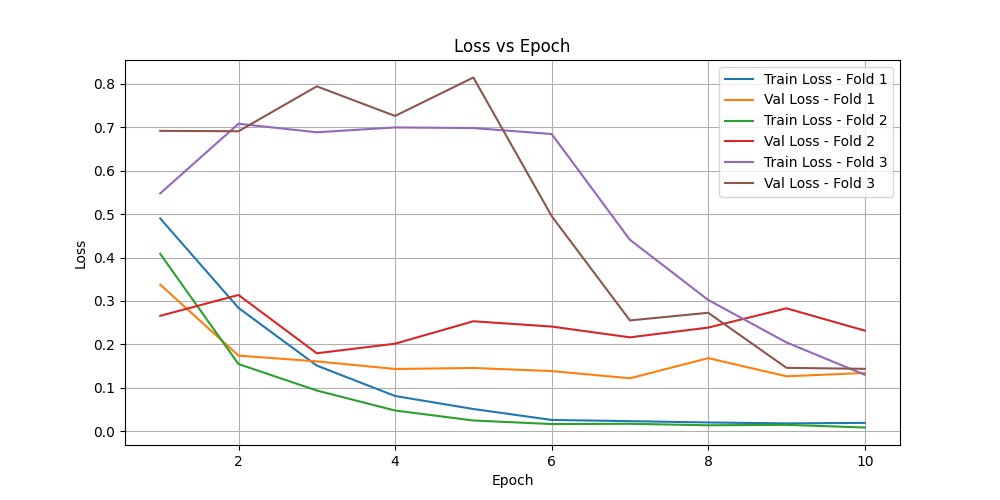 Loss vs Epoch
Train Loss - Fold 1
Val Loss - Fold 1
Train Loss - Fold 2
Val Loss - Fold 2
Train Loss - Fold 3
Val Loss - Fold 3
0.8
0.7
0.6
0.5
0.4
0.3
0.2
0.1
0.0
Loss
2 4 6 8 10
Epoch